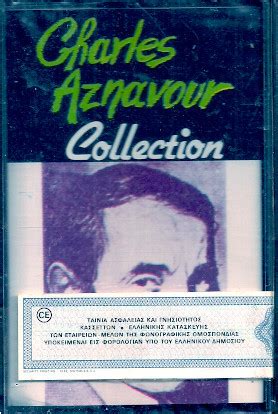 Charles
Aznavour
Collection
CE
ΤΑΙΝΙΑ ΑΣΦΑΛΕΙΑΣ ΚΑΙ ΓΝΗΣΙΟΤΗΤΟΣ
ΚΑΣΣΕΤΤΩΝ • ΕΛΛΗΝΙΚΗΣ ΚΑΤΑΣΚΕΥΗΣ
ΤΩΝ ΕΤΑΙΡΕΙΩΝ-ΜΕΛΩΝ ΤΗΣ ΦΩΝΟΓΡΑΦΙΚΗΣ ΟΜΟΣΠΟΝΔΙΑΣ
ΥΠΟΚΕΙΜΕΝΑΙ ΕΙΣ ΦΟΡΟΛΟΓΙΑΝ ΥΠΟ ΤΟΥ ΕΛΛΗΝΙΚΟΥ ΔΗΜΟΣΙΟΥ